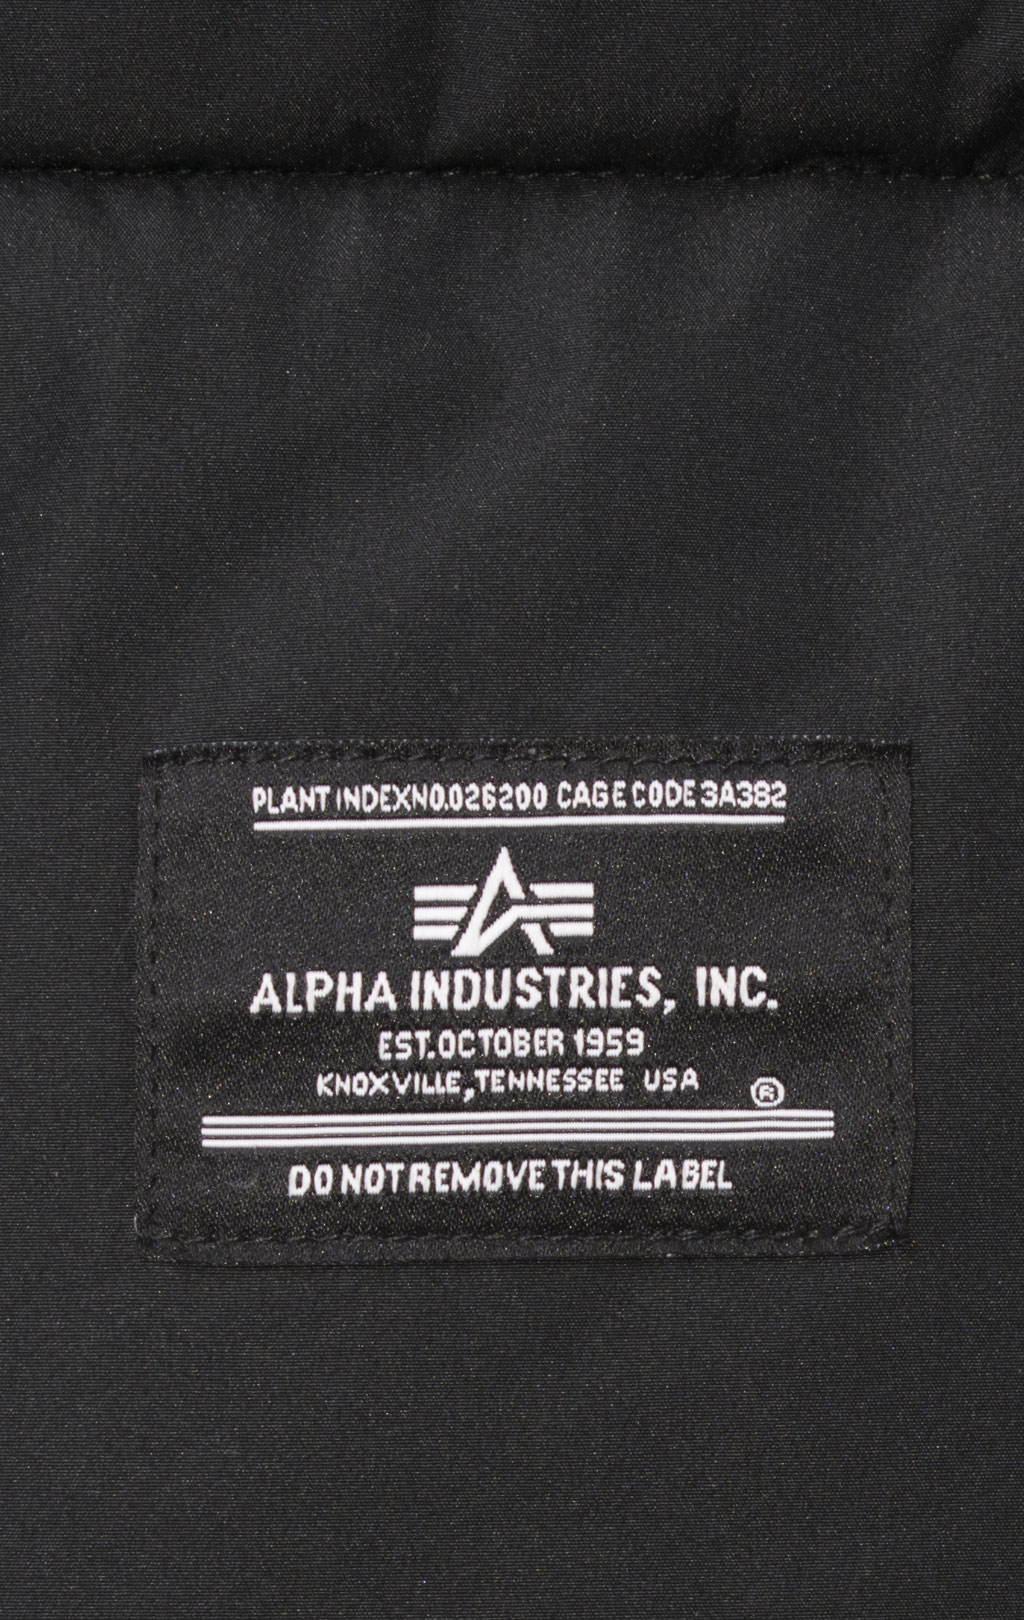 PLANT INDEXNO.026200 CAGE CODE 3A382
ALPHA INDUSTRIES, INC.
EST.OCTOBER 1959
KNOXVILLE,TENNESSEE USA ®
DO NOT REMOVE THIS LABEL